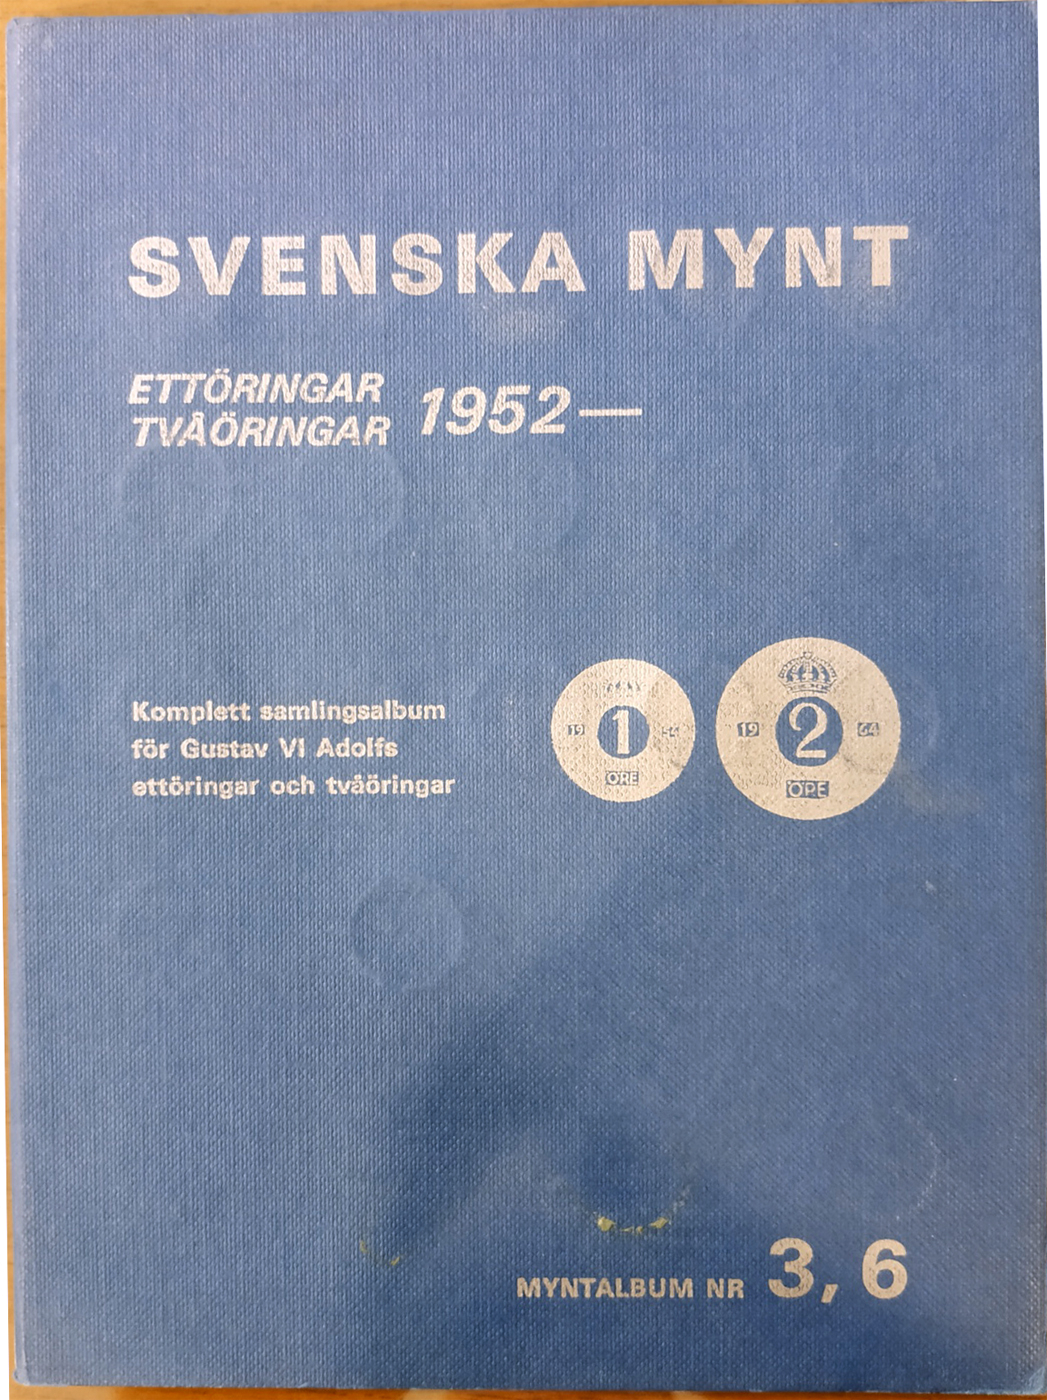 SVENSKA MYNT
ETTÖRINGAR
TVÅÖRINGAR
1952—
Komplett samlingsalbum
för Gustav VI Adolfs
ettöringar och tvåöringar
19 1 54
ÖRE
19 2 64
ÖRE
MYNTALBUM NR 3, 6